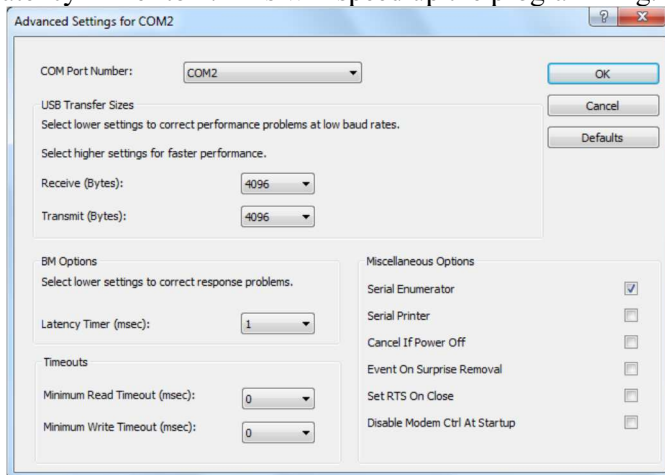 will speed up the
Advanced Settings for COM2
COM Port Number: COM2
OK
USB Transfer Sizes
Cancel
Select lower settings to correct performance problems at low baud rates.
Defaults
Select higher settings for faster performance.
Receive (Bytes): 4096
Transmit (Bytes): 4096
BM Options
Select lower settings to correct response problems.
Latency Timer (msec): 1
Timeouts
Minimum Read Timeout (msec): 0
Minimum Write Timeout (msec): 0
Miscellaneous Options
Serial Enumerator
Serial Printer
Cancel If Power Off
Event On Surprise Removal
Set RTS On Close
Disable Modem Ctrl At Startup